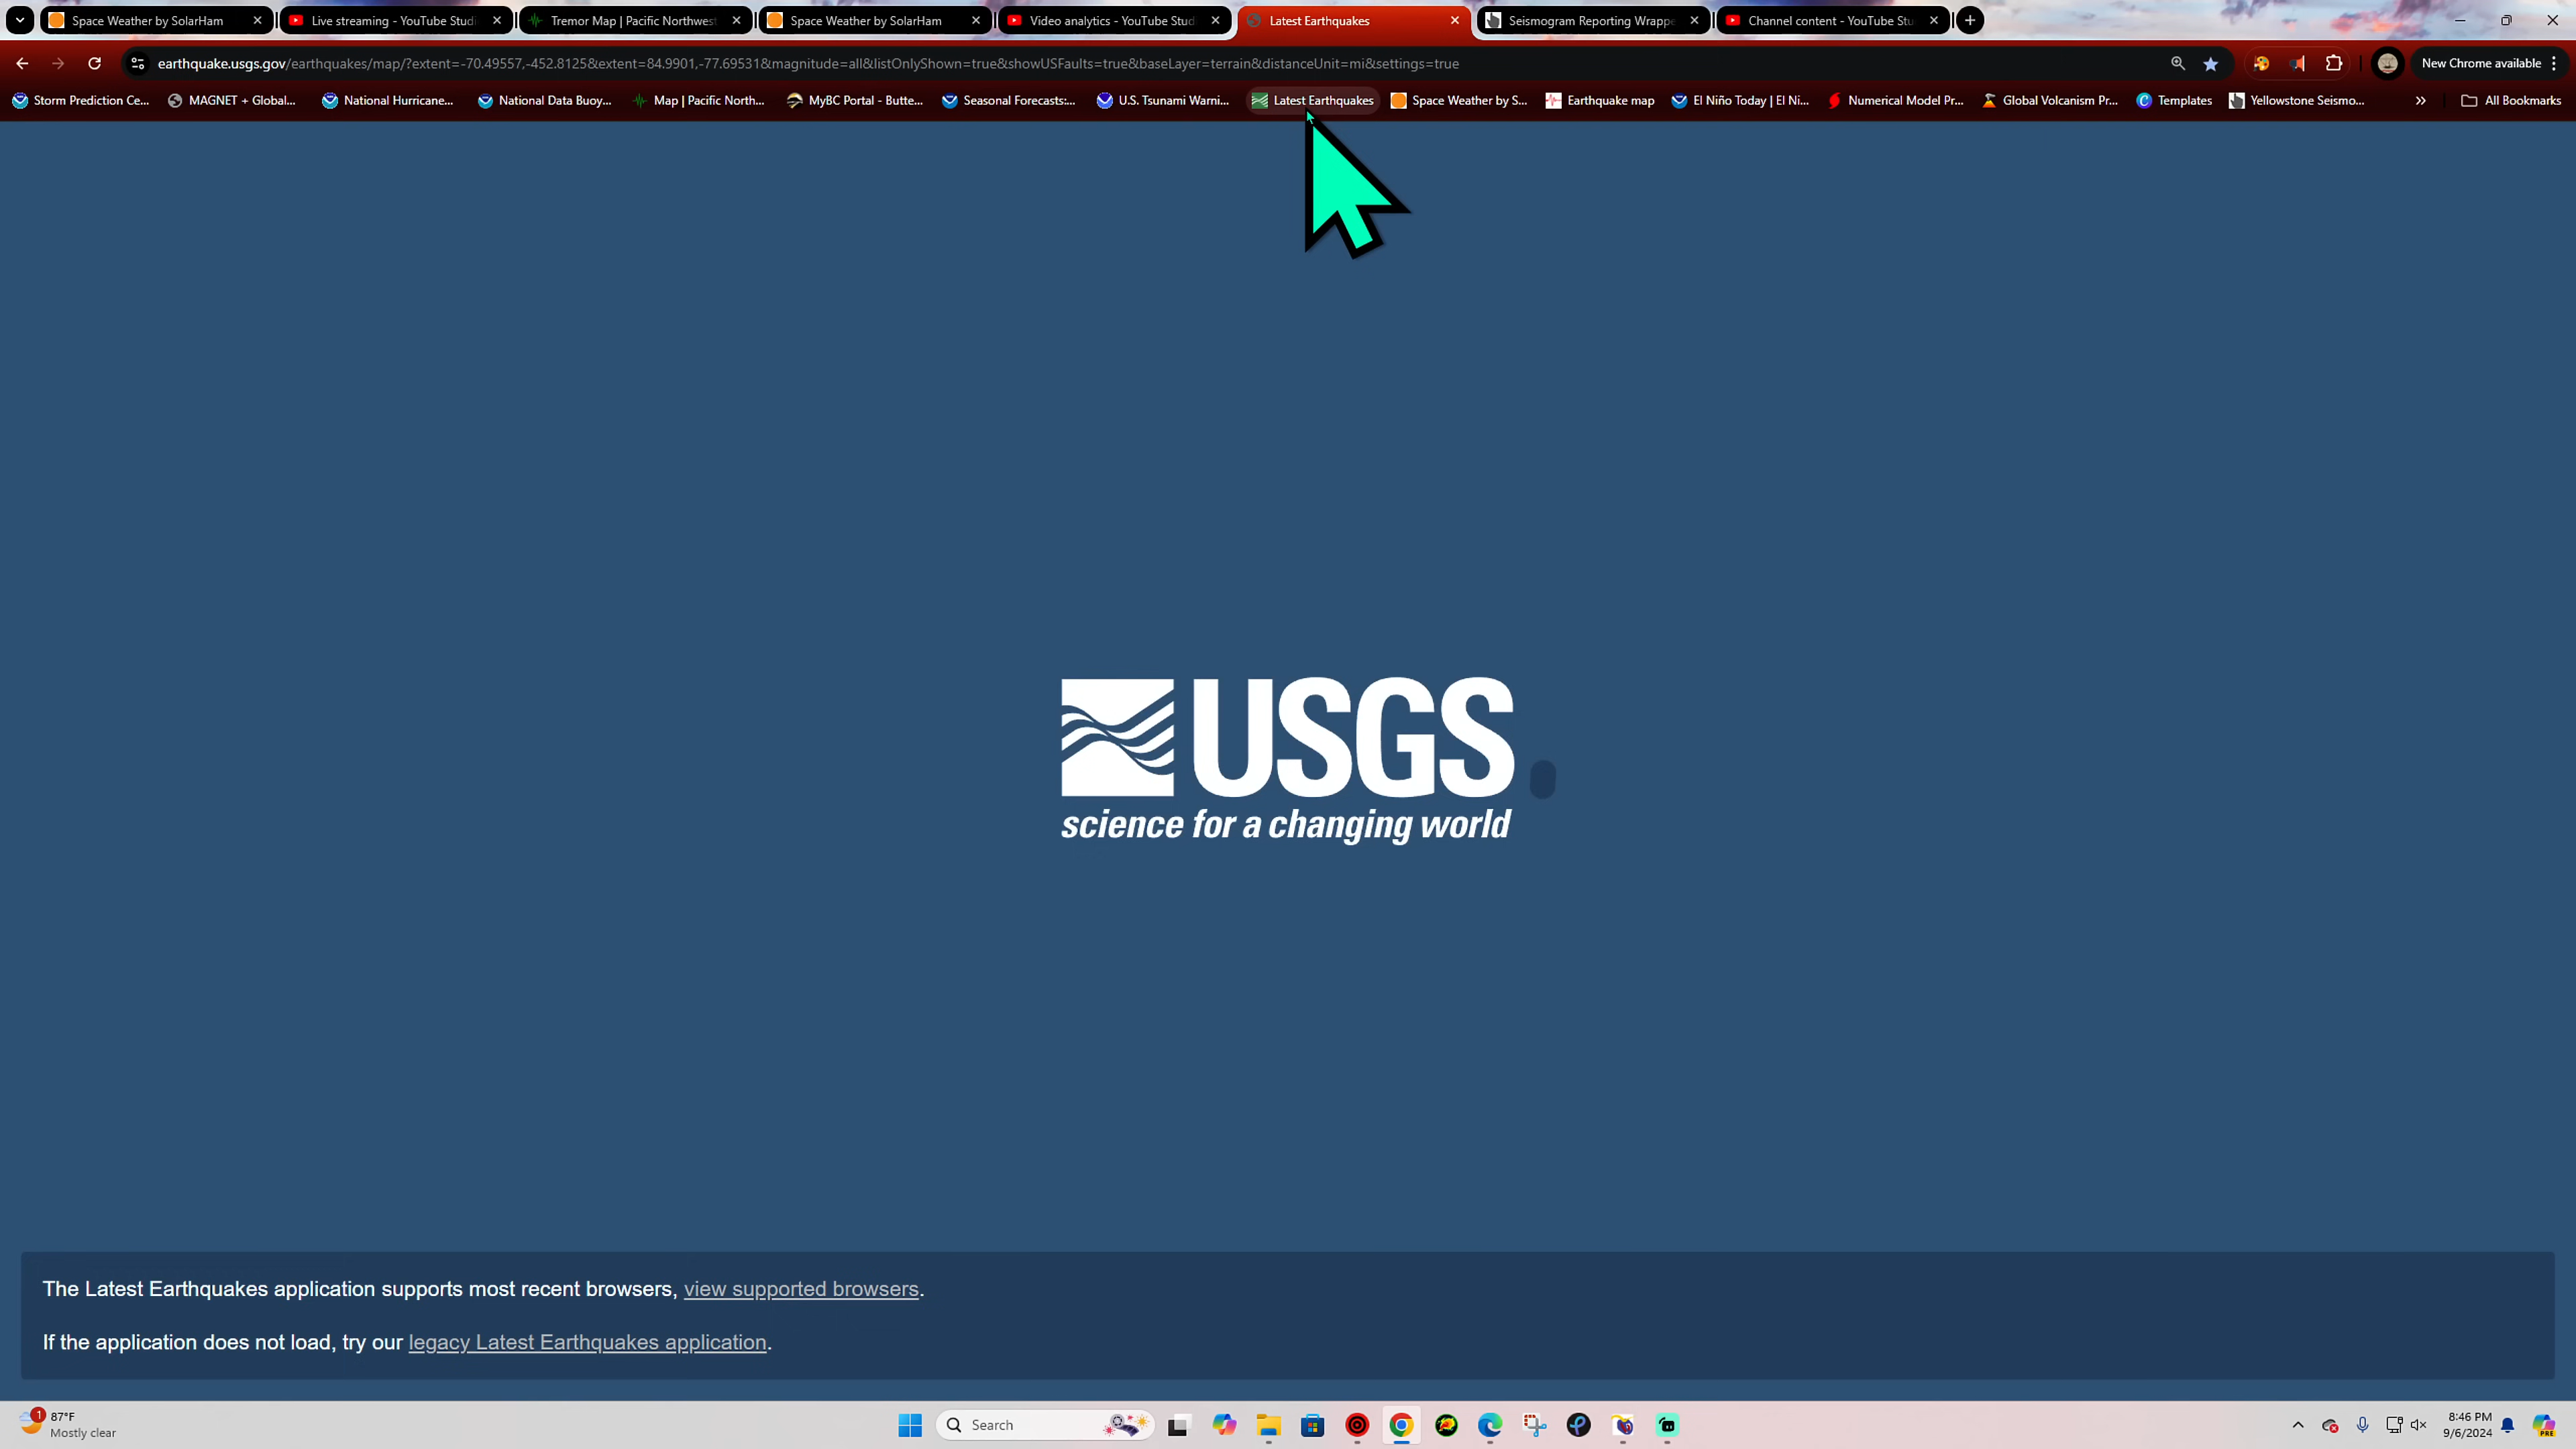 Space Weather by SolarHam
Live streaming - YouTube Studi
Tremor Map | Pacific Northwest
Space Weather by SolarHam
Video analytics - YouTube Stud
Latest Earthquakes
Seismogram Reporting Wrappe
Channel content - YouTube Stu
earthquake.usgs.gov/earthquakes/map/?extent=-70.49557,-452.8125&extent=84.9901,-77.69531&magnitude=all&listOnlyShown=true&showUSFaults=true&baseLayer=terrain&distanceUnit=mi&settings=true
New Chrome available
Storm Prediction Ce...
MAGNET + Global...
National Hurricane...
National Data Buoy...
Map | Pacific North...
MyBC Portal - Butte...
Seasonal Forecasts:...
U.S. Tsunami Warni...
Latest Earthquakes
Space Weather by S...
Earthquake map
El Niño Today | El Ni...
Numerical Model Pr...
Global Volcanism Pr...
Templates
Yellowstone Seismo...
All Bookmarks
USGS
science for a changing world
The Latest Earthquakes application supports most recent browsers, view supported browsers.
If the application does not load, try our legacy Latest Earthquakes application.
1
87°F
Mostly clear
Search
8:46 PM
9/6/2024
PRE